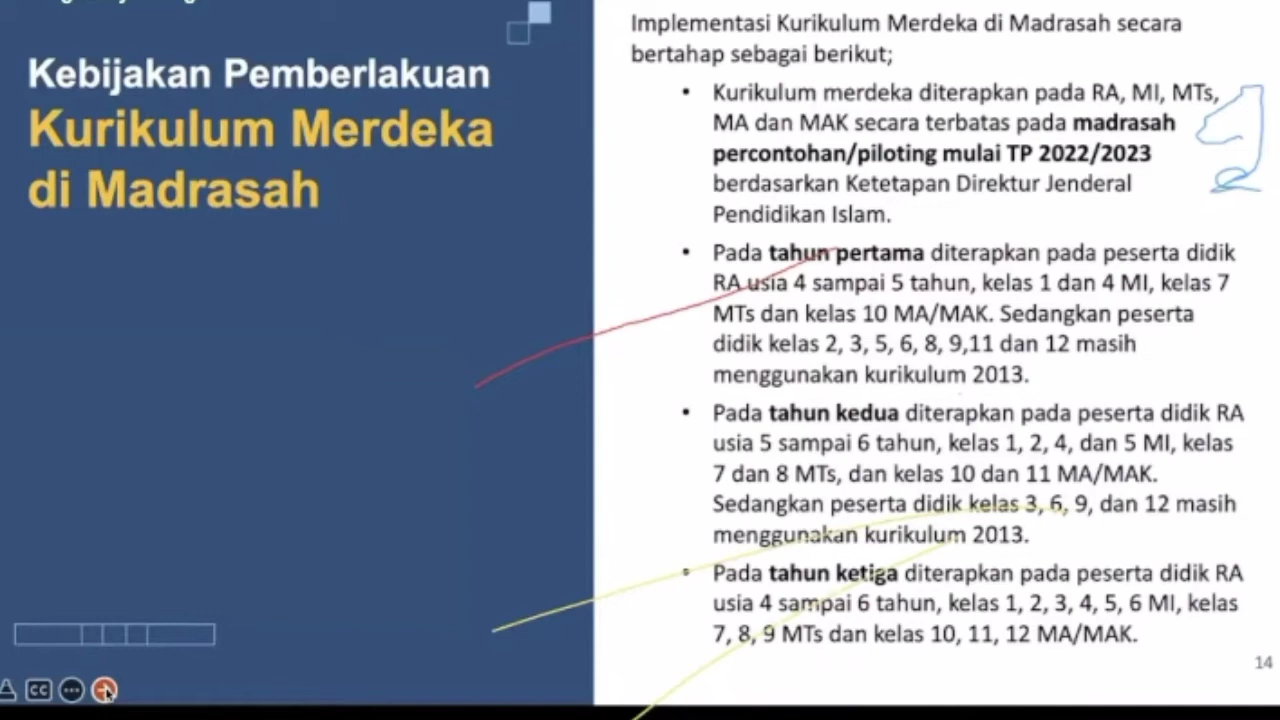 Kebijakan Pemberlakuan
Kurikulum Merdeka
di Madrasah
Implementasi Kurikulum Merdeka di Madrasah secara
bertahap sebagai berikut;
• Kurikulum merdeka diterapkan pada RA, MI, MTs,
MA dan MAK secara terbatas pada madrasah
percontohan/piloting mulai TP 2022/2023
berdasarkan Ketetapan Direktur Jenderal
Pendidikan Islam.
• Pada tahun pertama diterapkan pada peserta didik
RA usia 4 sampai 5 tahun, kelas 1 dan 4 MI, kelas 7
MTs dan kelas 10 MA/MAK. Sedangkan peserta
didik kelas 2, 3, 5, 6, 8, 9,11 dan 12 masih
menggunakan kurikulum 2013.
• Pada tahun kedua diterapkan pada peserta didik RA
usia 5 sampai 6 tahun, kelas 1, 2, 4, dan 5 MI, kelas
7 dan 8 MTs, dan kelas 10 dan 11 MA/MAK.
Sedangkan peserta didik kelas 3, 6, 9, dan 12 masih
menggunakan kurikulum 2013.
• Pada tahun ketiga diterapkan pada peserta didik RA
usia 4 sampai 6 tahun, kelas 1, 2, 3, 4, 5, 6 MI, kelas
7, 8, 9 MTs dan kelas 10, 11, 12 MA/MAK.
14
CC